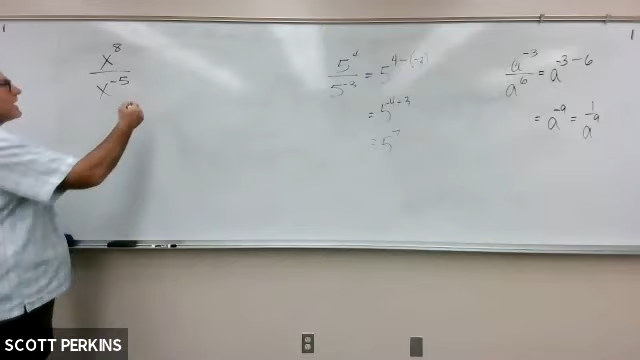 x^8 / x^-5
5^4 / 5^-3 = 5^4-(-3)
= 5^4+3
= 5^7
a^-3 / a^6 = a^-3-6
= a^-9 = 1 / a^9
SCOTT PERKINS